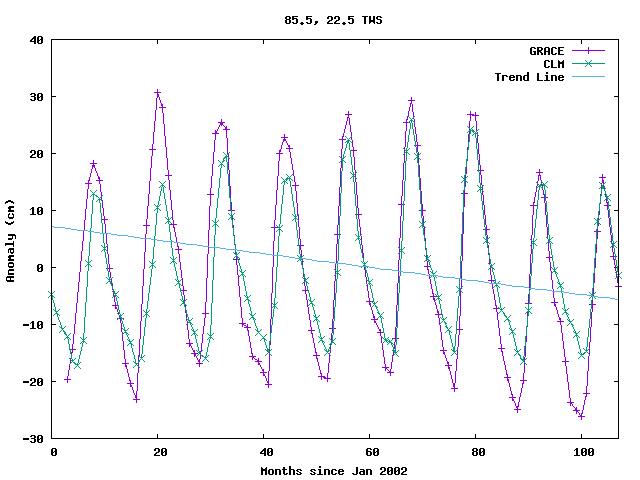 85.5, 22.5 TWS
GRACE
CLM
Trend Line
40
30
20
10
0
-10
-20
-30
Anomaly (cm)
0 20 40 60 80 100
Months since Jan 2002